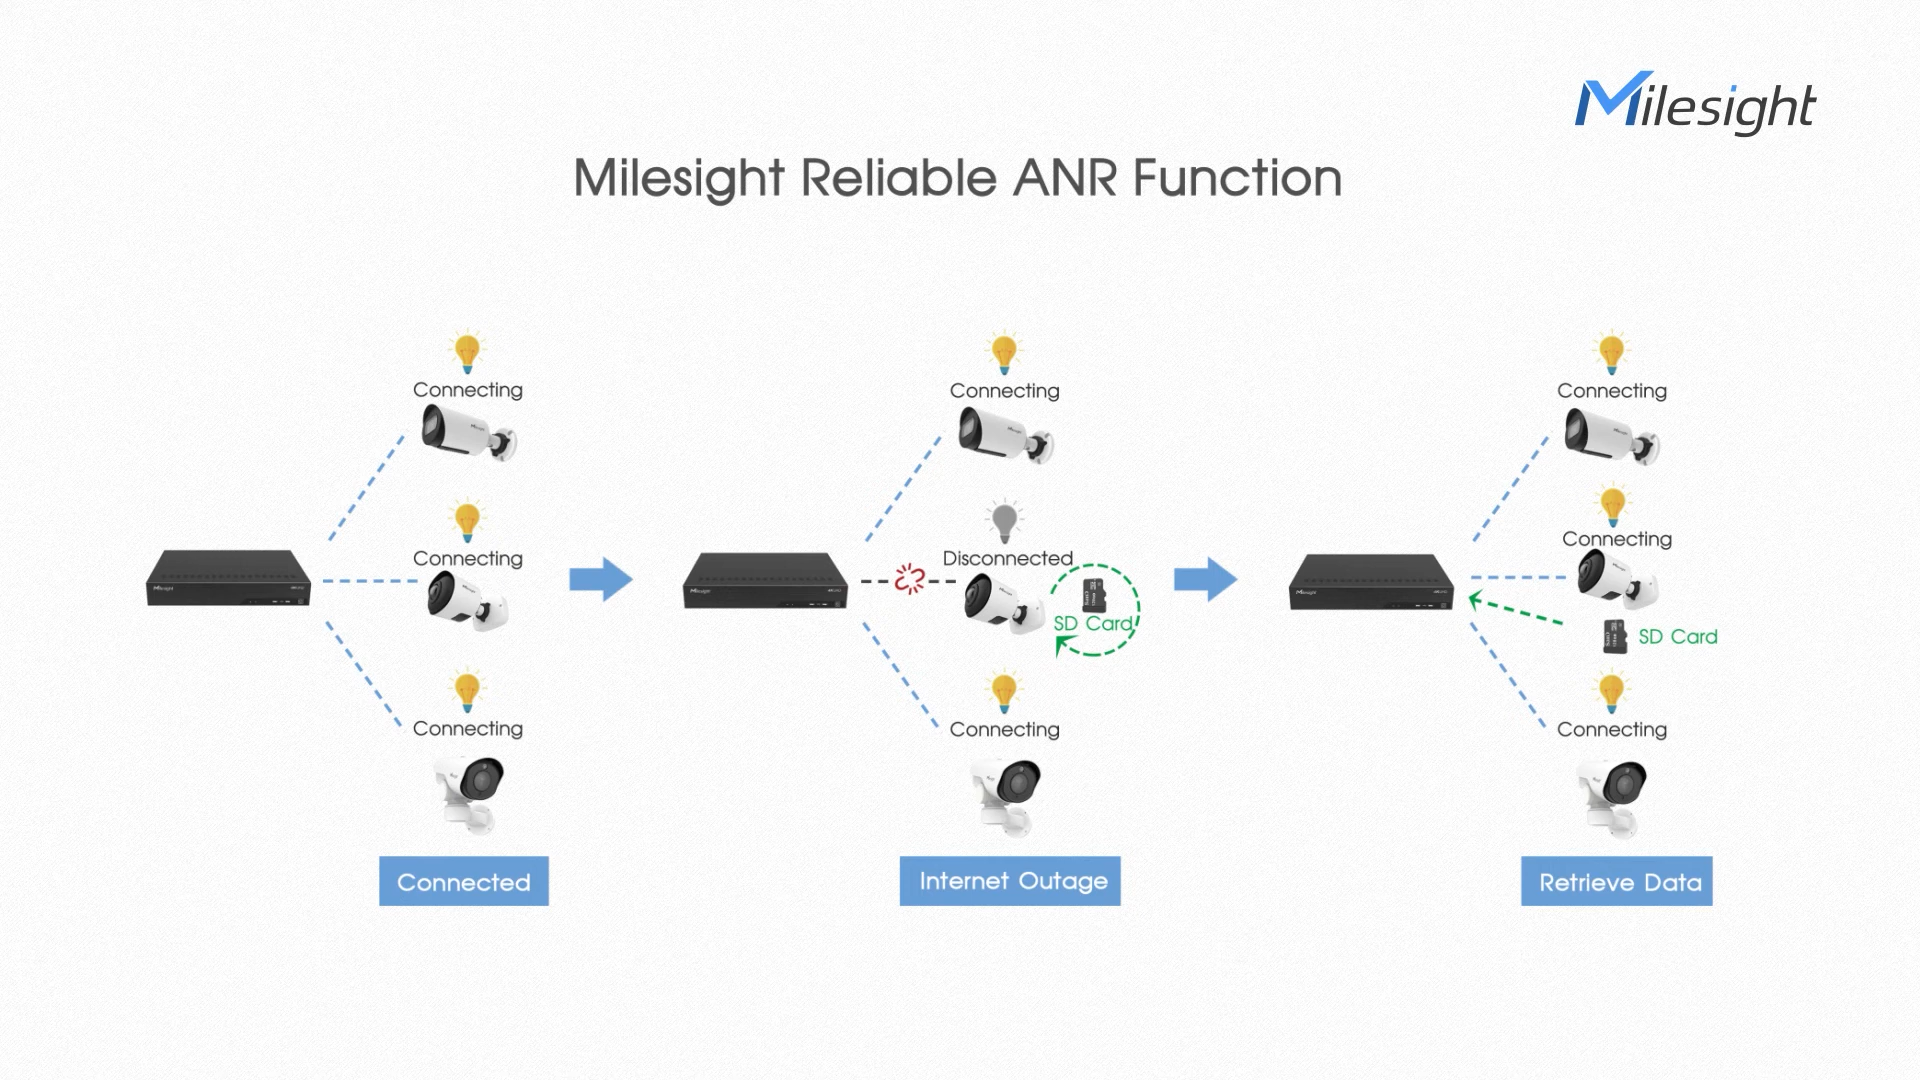 Milesight
Milesight Reliable ANR Function
Connecting
Connecting
Connecting
Connected
Connecting
Disconnected
SD Card
Connecting
Internet Outage
Connecting
Connecting
SD Card
Connecting
Retrieve Data